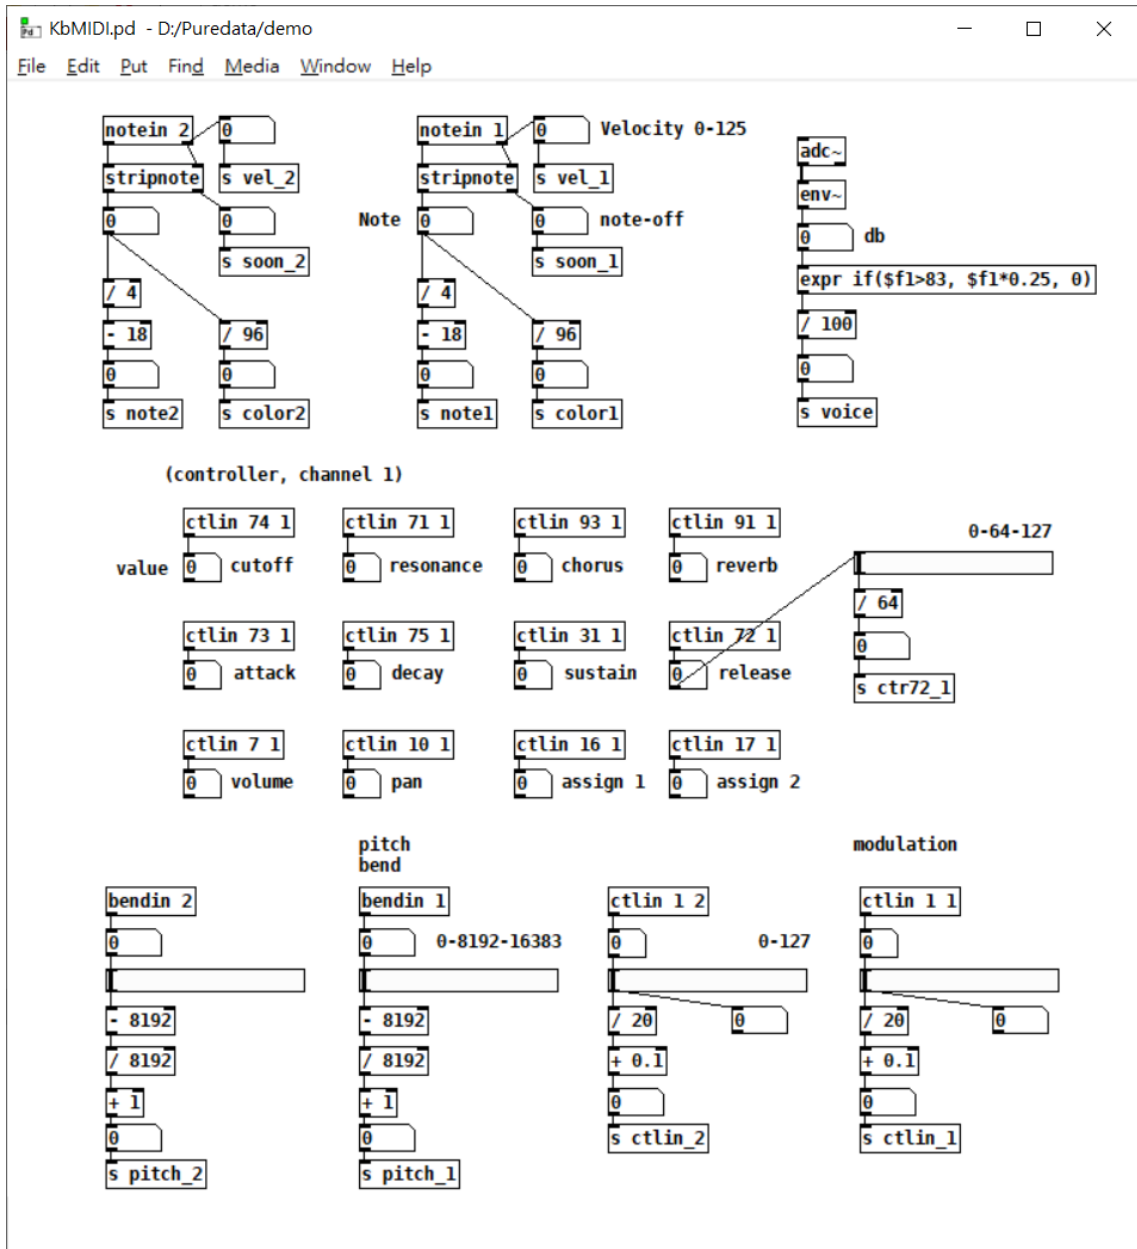 KbMIDI.pd - D:/Puredata/demo
File Edit Put Find Media Window Help
notein 2
0
notein 1
0
Velocity 0-125
adc~
stripnote
s vel_2
stripnote
s vel_1
env~
0
0
Note
0
0
note-off
0
db
s soon_2
s soon_1
expr if($f1>83, $f1*0.25, 0)
/ 4
/ 4
- 18
/ 96
- 18
/ 96
/ 100
0
0
0
0
0
s note2
s color2
s note1
s color1
s voice
(controller, channel 1)
ctlin 74 1
ctlin 71 1
ctlin 93 1
ctlin 91 1
0-64-127
value
0
cutoff
0
resonance
0
chorus
0
reverb
/ 64
ctlin 73 1
ctlin 75 1
ctlin 31 1
ctlin 72 1
0
0
attack
0
decay
0
sustain
0
release
s ctr72_1
ctlin 7 1
ctlin 10 1
ctlin 16 1
ctlin 17 1
0
volume
0
pan
0
assign 1
0
assign 2
pitch
bend
modulation
bendin 2
bendin 1
ctlin 1 2
ctlin 1 1
0
0
0-8192-16383
0
0-127
0
- 8192
- 8192
/ 20
0
/ 20
0
/ 8192
/ 8192
+ 0.1
+ 0.1
+ 1
+ 1
0
0
0
0
s ctlin_2
s ctlin_1
s pitch_2
s pitch_1